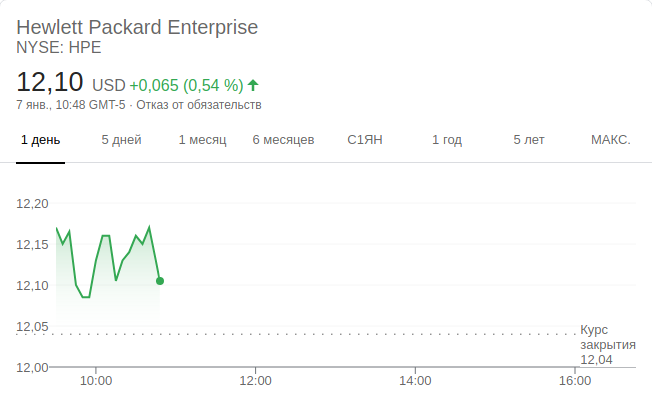 Hewlett Packard Enterprise
NYSE: HPE
12,10 USD +0,065 (0,54 %)
7 янв., 10:48 GMT-5 · Отказ от обязательств
1 день 5 дней 1 месяц 6 месяцев С1ЯН 1 год 5 лет МАКС.
12,20
12,15
12,10
12,05
Курс
закрытия
12,04
12,00
10:00 12:00 14:00 16:00